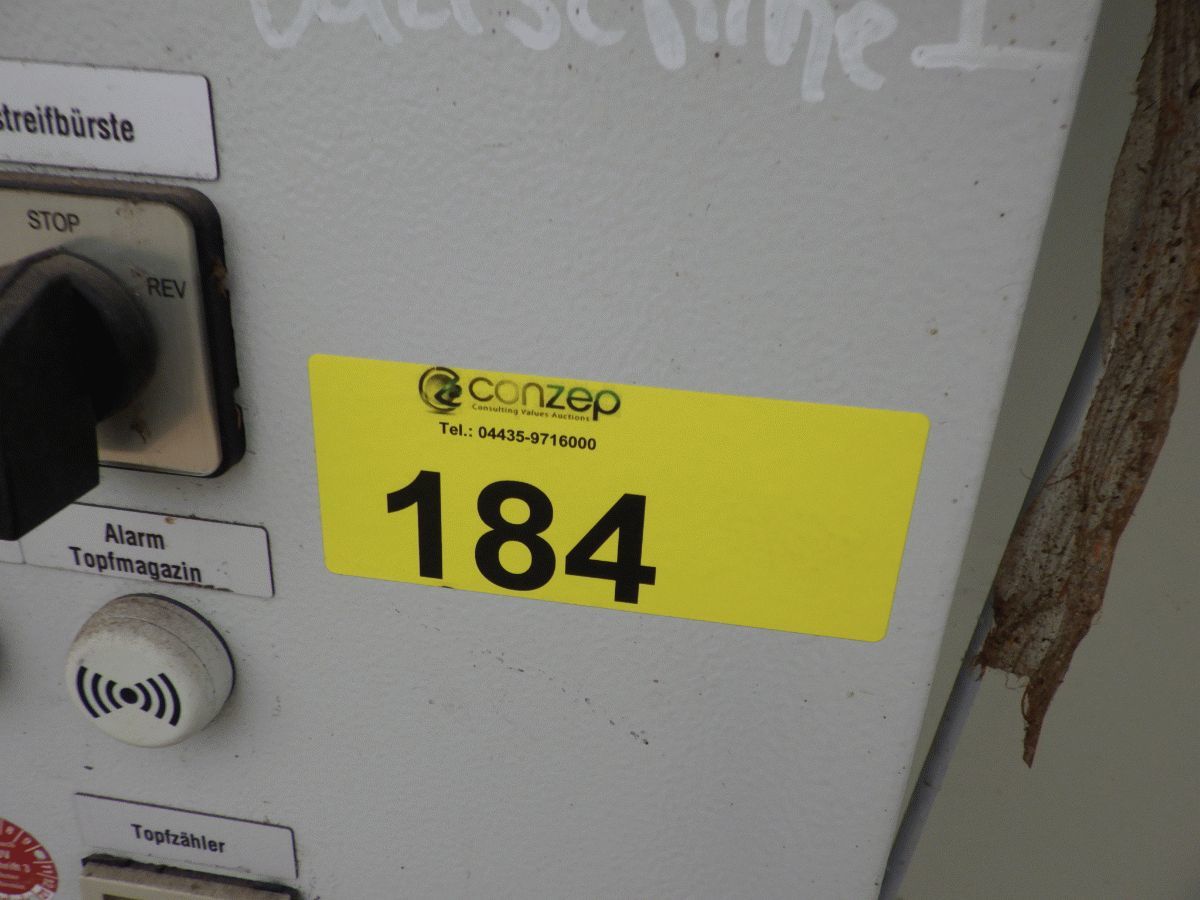 streifbürste
STOP
REV
conzep
Consulting Values Auctions
Tel.: 04435-9716000
184
Alarm
Topfmagazin
Topfzähler